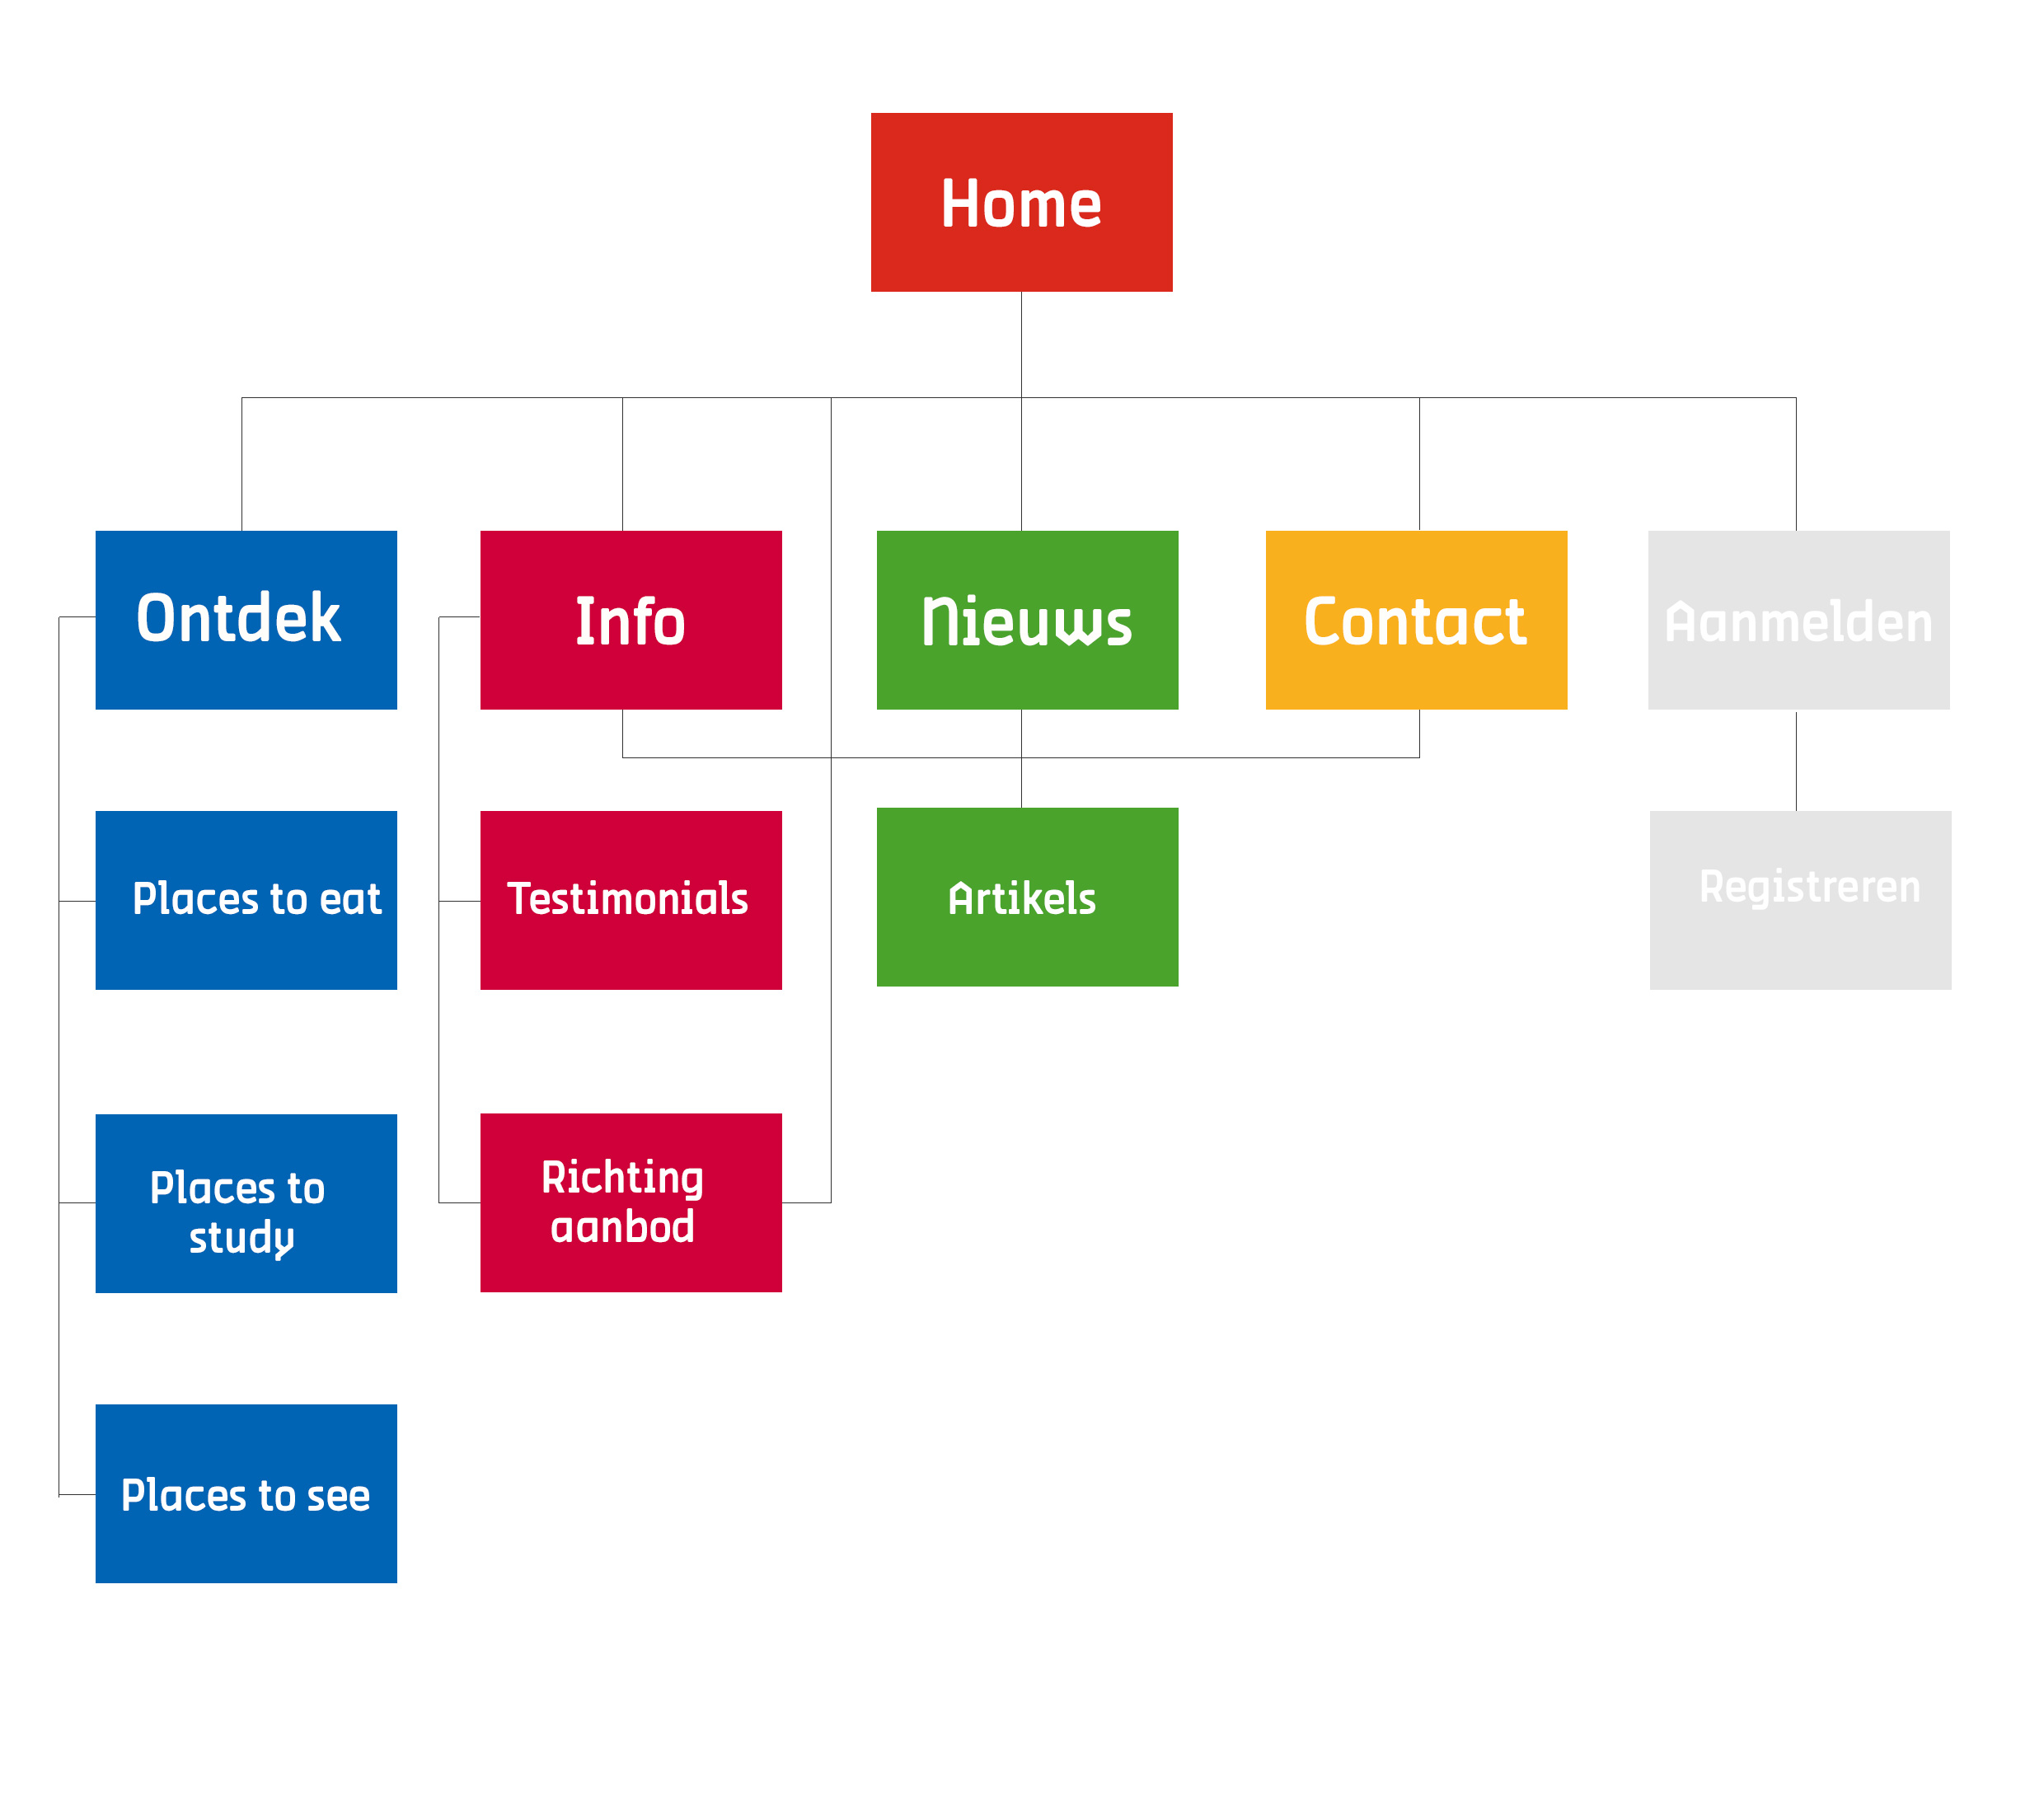 Home
Ontdek
Info
Nieuws
Contact
Aanmelden
Places to eat
Testimonials
Artikels
Registreren
Places to
study
Richting
aanbod
Places to see